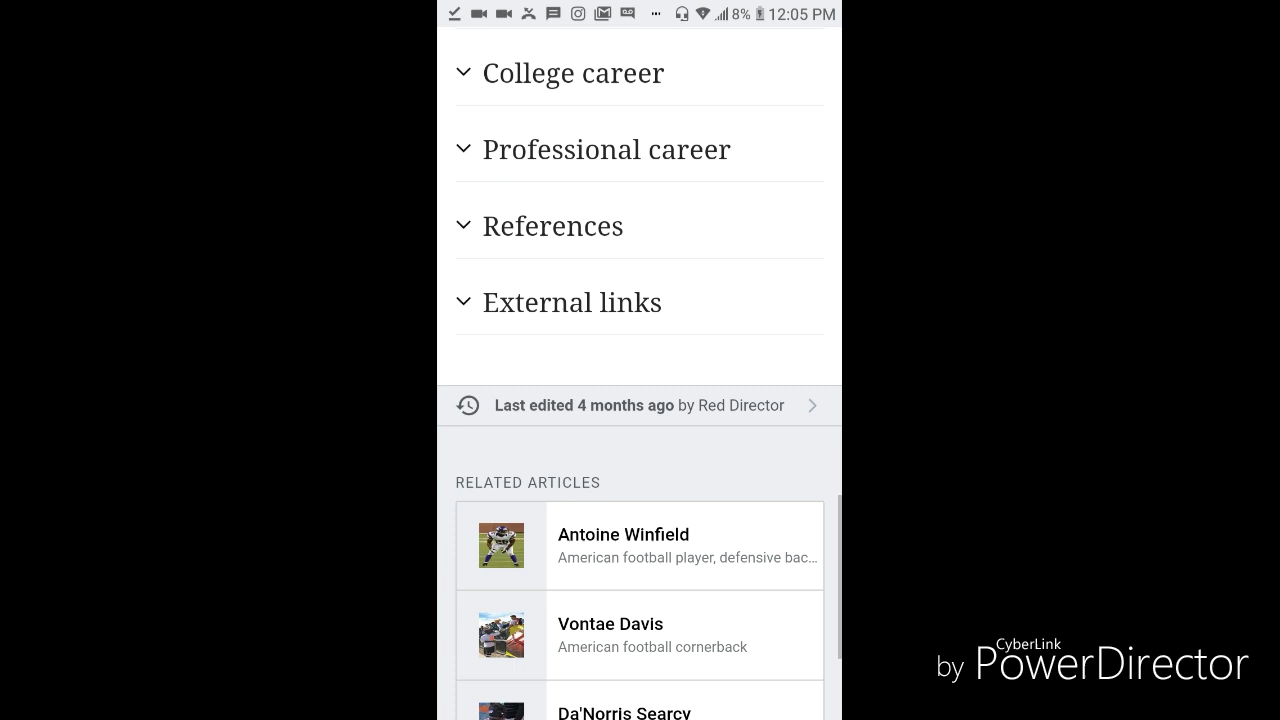 8% 12:05 PM
College career
Professional career
References
External links
Last edited 4 months ago by Red Director
RELATED ARTICLES
Antoine Winfield
American football player, defensive bac...
Vontae Davis
American football cornerback
Da'Norris Searcy
by CyberLink PowerDirector